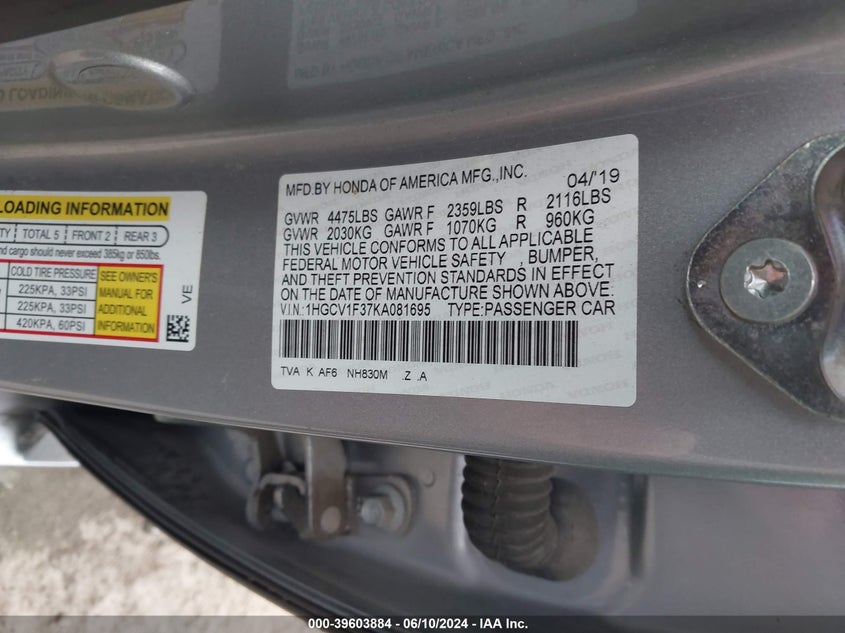 MFD.BY HONDA OF AMERICA MFG.,INC. 04/'19
GVWR 4475LBS GAWR F 2359LBS R 2116LBS
GVWR 2030KG GAWR F 1070KG R 960KG
THIS VEHICLE CONFORMS TO ALL APPLICABLE
FEDERAL MOTOR VEHICLE SAFETY , BUMPER,
AND THEFT PREVENTION STANDARDS IN EFFECT
ON THE DATE OF MANUFACTURE SHOWN ABOVE.
V.I.N.:1HGCV1F37KA081695 TYPE:PASSENGER CAR
TVA K AF6 NH830M .Z .A
LOADING INFORMATION
TOTAL 5 FRONT 2 REAR 3
and cargo should never exceed 385kg or 850lbs.
COLD TIRE PRESSURE
225KPA, 33PSI
225KPA, 33PSI
420KPA, 60PSI
SEE OWNER'S
MANUAL FOR
ADDITIONAL
INFORMATION
VE
000-39603884 - 06/10/2024 - IAA Inc.